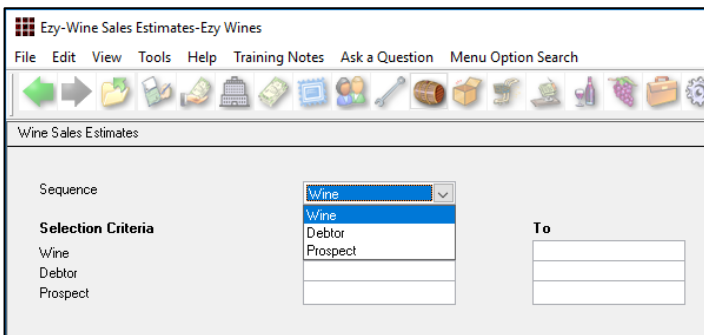 Ezy-Wine Sales Estimates-Ezy Wines
File Edit View Tools Help Training Notes Ask a Question Menu Option Search
Wine Sales Estimates
Sequence Wine
Wine
Selection Criteria Debtor To
Wine Prospect
Debtor
Prospect